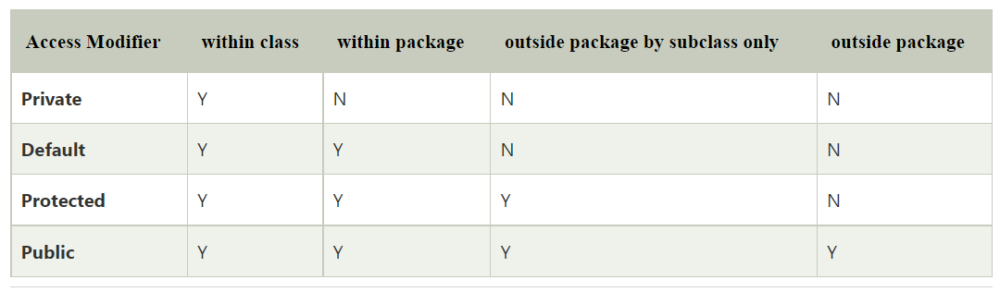 Access Modifier within class within package outside package by subclass only outside package
Private Y N N N
Default Y Y N N
Protected Y Y Y N
Public Y Y Y Y